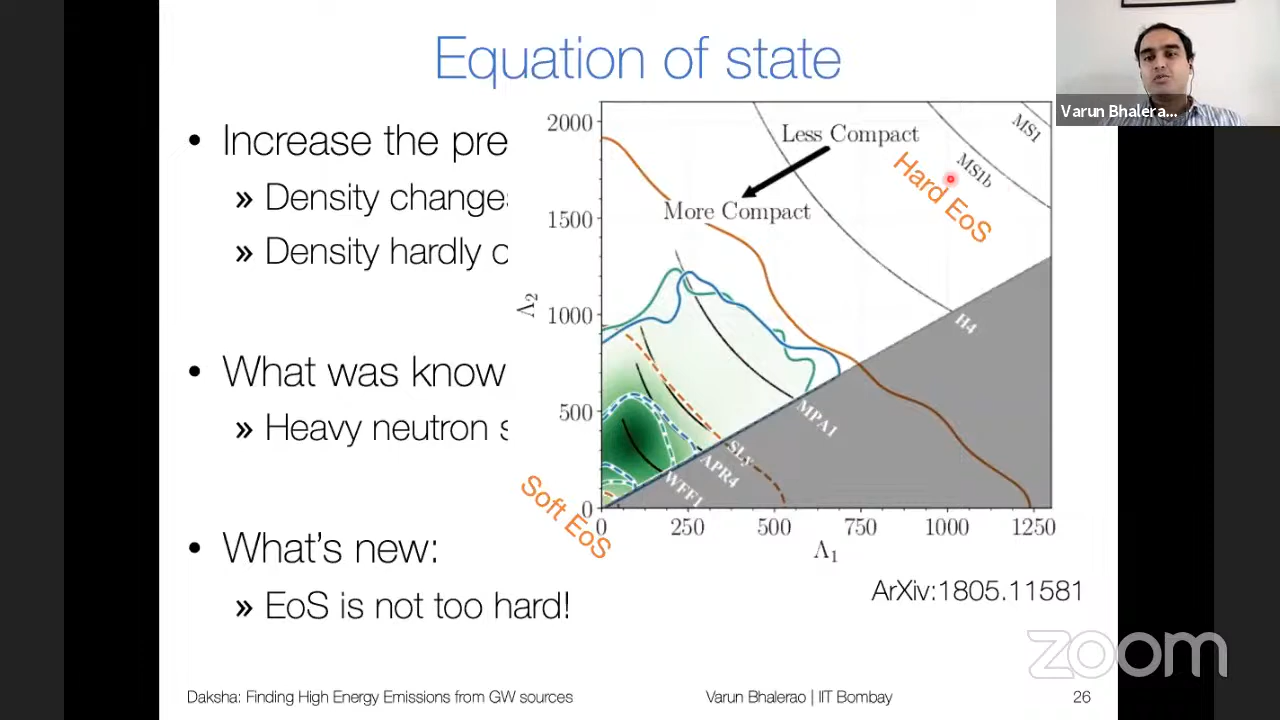 Equation of state
• Increase the pre
» Density change
» Density hardly
• What was know
» Heavy neutron
• What's new:
» EoS is not too hard!
Less Compact
More Compact
Hard EoS
Soft EoS
MS1
MS1b
H4
MPA1
SLy
APR4
WFF1
Λ2
2000
1500
1000
500
0
0 250 500 750 1000 1250
Λ1
ArXiv:1805.11581
Varun Bhalera...
zoom
Daksha: Finding High Energy Emissions from GW sources
Varun Bhalerao | IIT Bombay
26